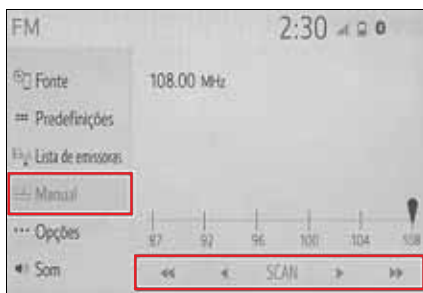 FM 2:30
Fonte
108.00 MHz
Predefinições
Lista de emissoras
Manual
Opções
87 92 96 100 104 108
Som
SCAN